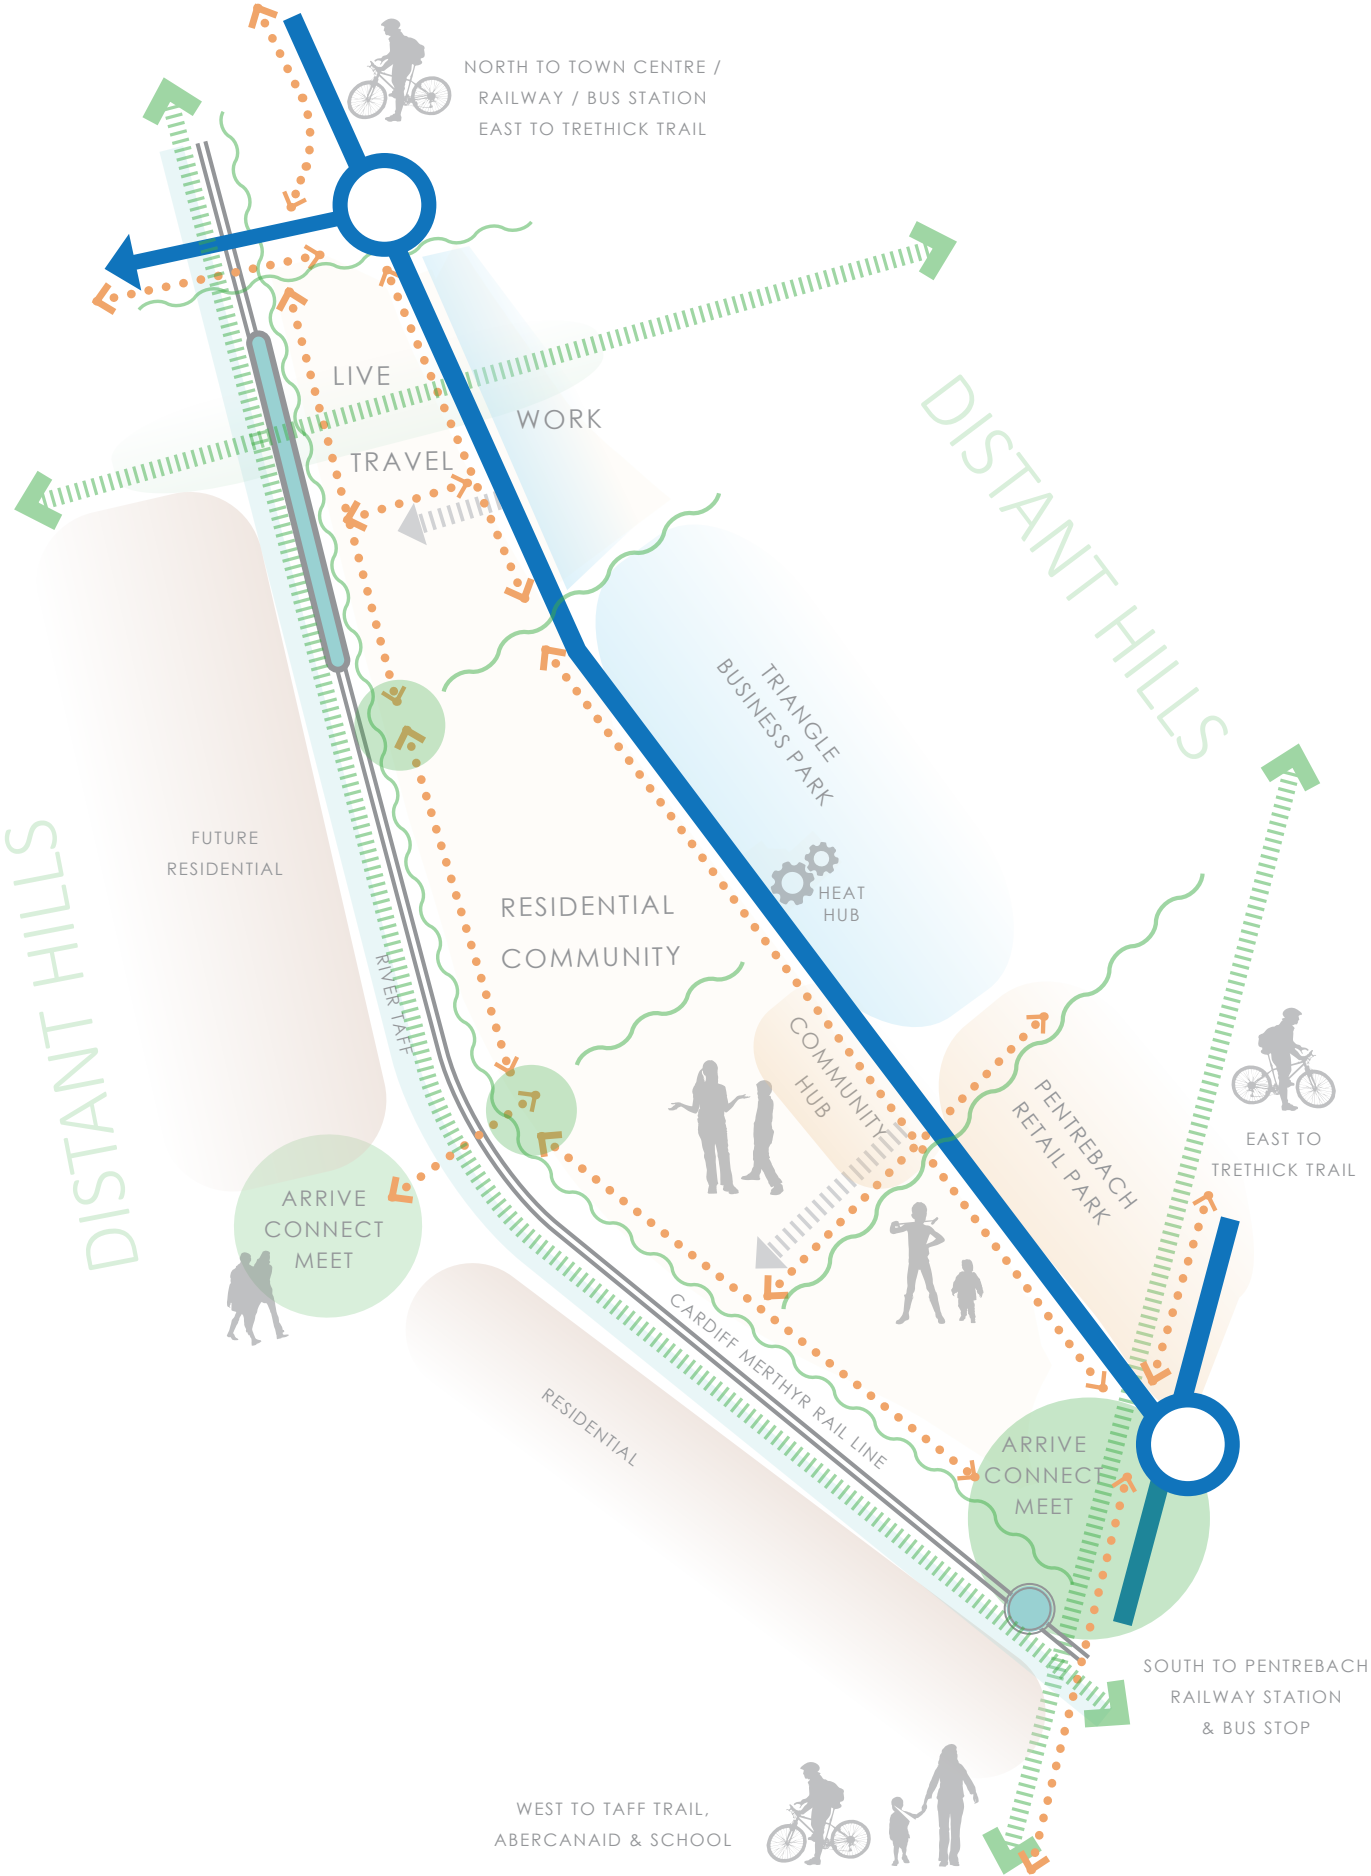 NORTH TO TOWN CENTRE /
RAILWAY / BUS STATION
EAST TO TRETHICK TRAIL
LIVE
WORK
TRAVEL
DISTANT HILLS
TRIANGLE
BUSINESS PARK
FUTURE
RESIDENTIAL
DISTANT HILLS
HEAT
HUB
RESIDENTIAL
COMMUNITY
RIVER TAFF
COMMUNITY
HUB
PENTREBACH
RETAIL PARK
EAST TO
TRETHICK TRAIL
ARRIVE
CONNECT
MEET
CARDIFF MERTHYR RAIL LINE
RESIDENTIAL
ARRIVE
CONNECT
MEET
SOUTH TO PENTREBACH
RAILWAY STATION
& BUS STOP
WEST TO TAFF TRAIL,
ABERCANAID & SCHOOL